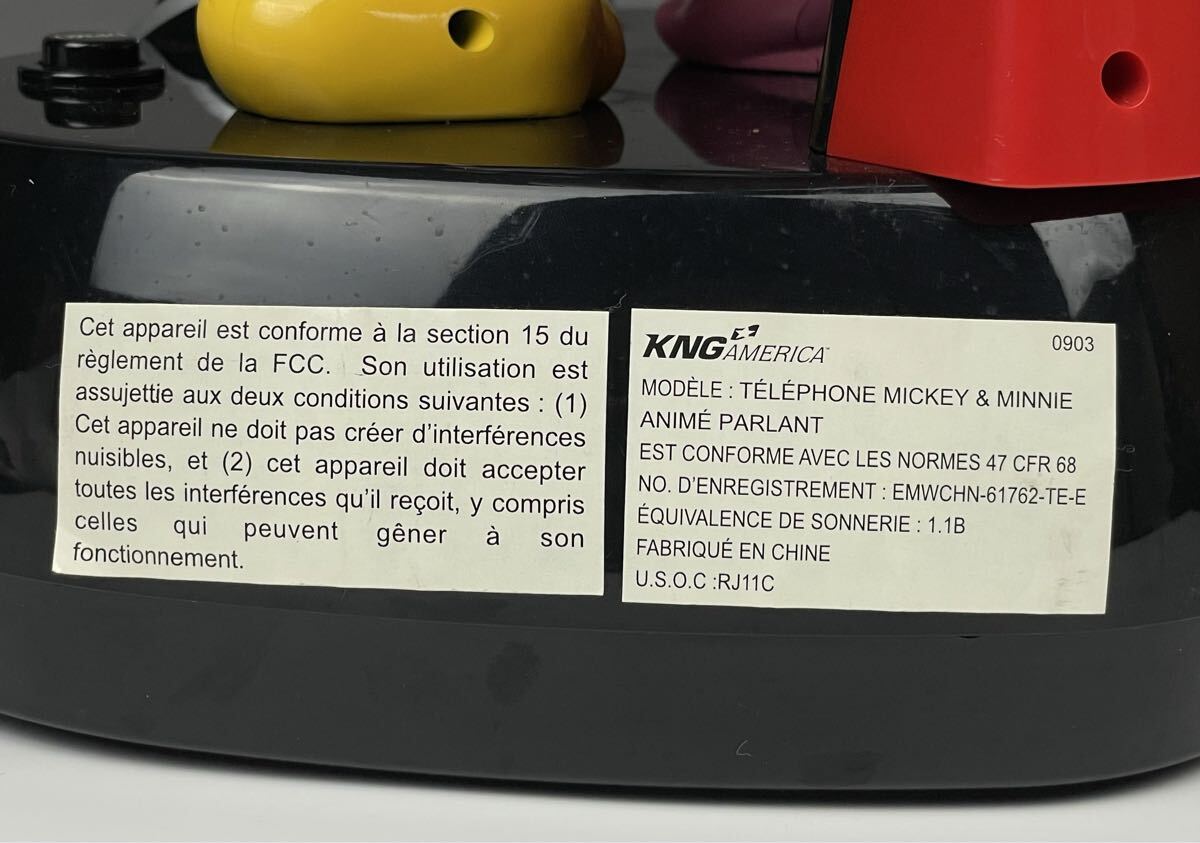 Cet appareil est conforme à la section 15 du
règlement de la FCC. Son utilisation est
assujettie aux deux conditions suivantes : (1)
Cet appareil ne doit pas créer d'interférences
nuisibles, et (2) cet appareil doit accepter
toutes les interférences qu'il reçoit, y compris
celles qui peuvent gêner à son
fonctionnement.
KNG AMERICA™ 0903
MODÈLE : TÉLÉPHONE MICKEY & MINNIE
ANIMÉ PARLANT
EST CONFORME AVEC LES NORMES 47 CFR 68
NO. D'ENREGISTREMENT : EMWCHN-61762-TE-E
ÉQUIVALENCE DE SONNERIE : 1.1B
FABRIQUÉ EN CHINE
U.S.O.C :RJ11C